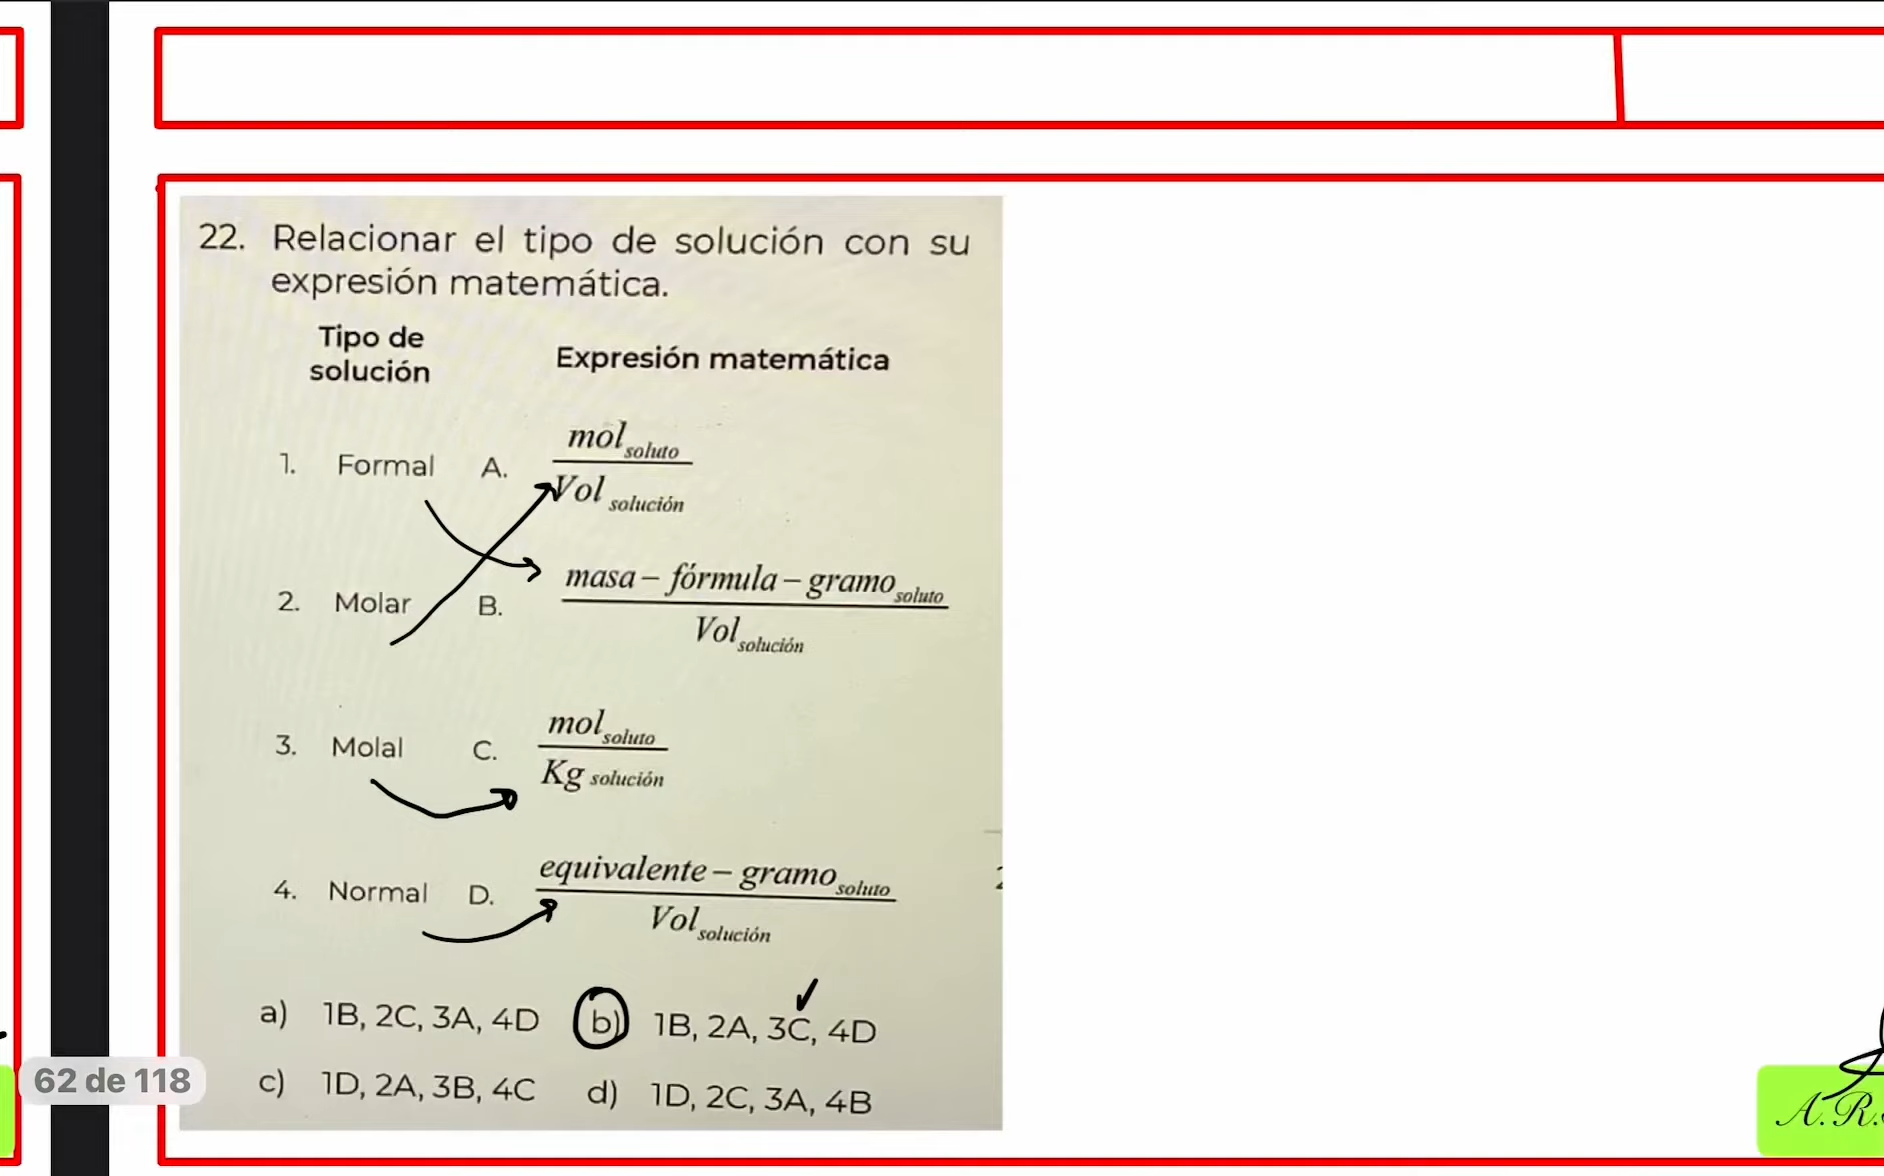 22. Relacionar el tipo de solución con su
expresión matemática.
Tipo de
solución
Expresión matemática
1. Formal A. mol soluto
Vol solución
2. Molar B. masa – fórmula – gramo soluto
Vol solución
3. Molal C. mol soluto
Kg solución
4. Normal D. equivalente – gramo soluto
Vol solución
a) 1B, 2C, 3A, 4D b) 1B, 2A, 3C, 4D
c) 1D, 2A, 3B, 4C d) 1D, 2C, 3A, 4B
62 de 118
A.R.